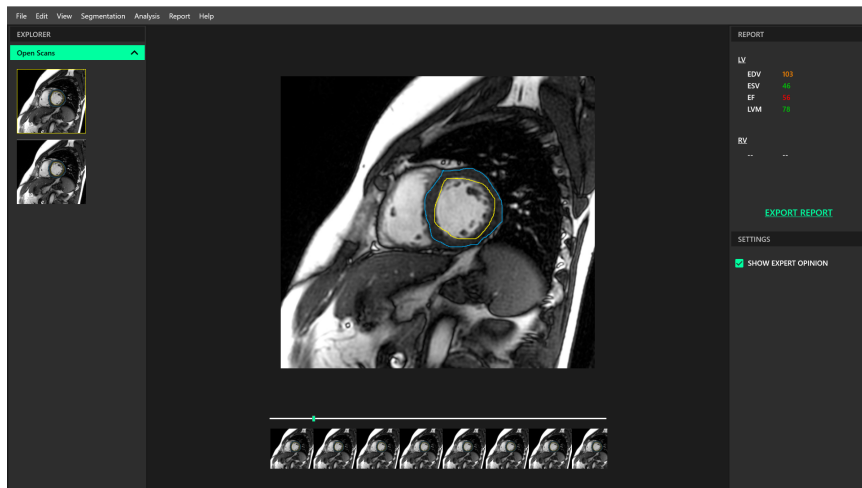 File Edit View Segmentation Analysis Report Help
EXPLORER
Open Scans
REPORT
LV
EDV 103
ESV 46
EF 56
LVM 78
RV
-- --
EXPORT REPORT
SETTINGS
SHOW EXPERT OPINION